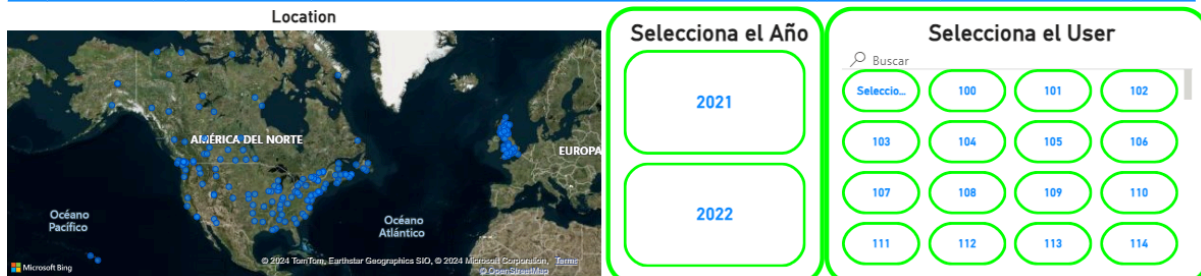 Location
AMÉRICA DEL NORTE
EUROPA
Océano
Pacífico
Océano
Atlántico
Microsoft Bing
© 2024 TomTom, Earthstar Geographics SIO, © 2024 Microsoft Corporation, Terms
© OpenStreetMap
Selecciona el Año
2021
2022
Selecciona el User
Buscar
Seleccio... 100 101 102
103 104 105 106
107 108 109 110
111 112 113 114